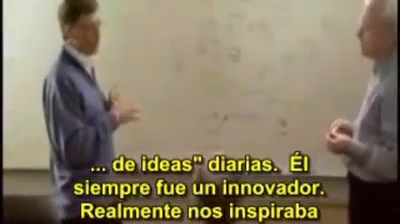 ... de ideas" diarias. Él
siempre fue un innovador.
Realmente nos inspiraba